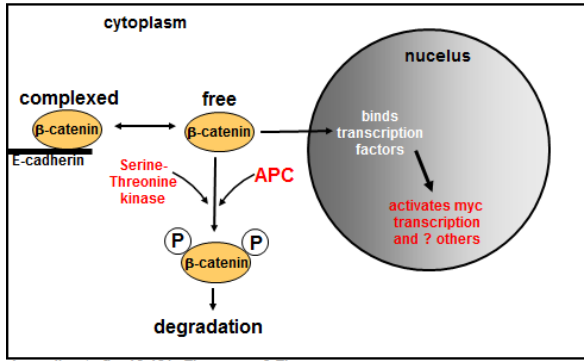 cytoplasm
nucelus
complexed
free
β-catenin
β-catenin
E-cadherin
binds
transcription
factors
Serine-
Threonine
kinase
APC
activates myc
transcription
and ? others
P
P
β-catenin
degradation